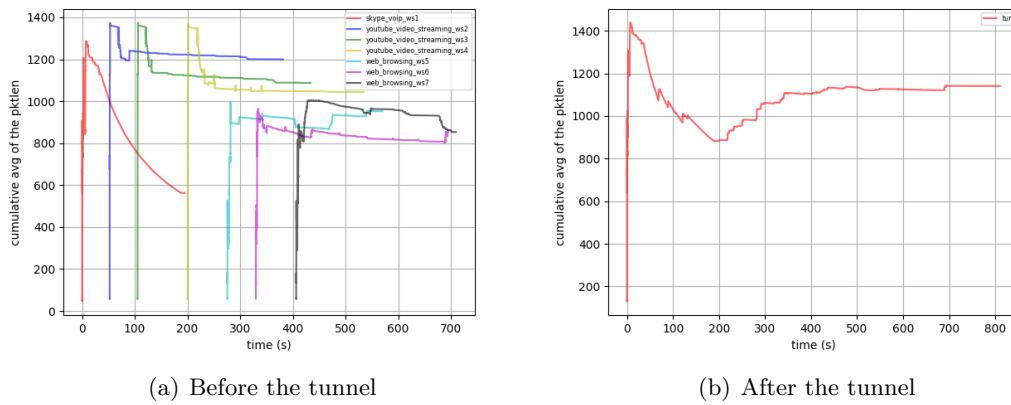 cumulative avg of the pktlen
1400
1200
1000
800
600
400
200
0
0 100 200 300 400 500 600 700
time (s)
skype_voip_ws1
youtube_video_streaming_ws2
youtube_video_streaming_ws3
youtube_video_streaming_ws4
web_browsing_ws5
web_browsing_ws6
web_browsing_ws7
(a) Before the tunnel
cumulative avg of the pktlen
1400
1200
1000
800
600
400
200
0 100 200 300 400 500 600 700 800
time (s)
tun
(b) After the tunnel